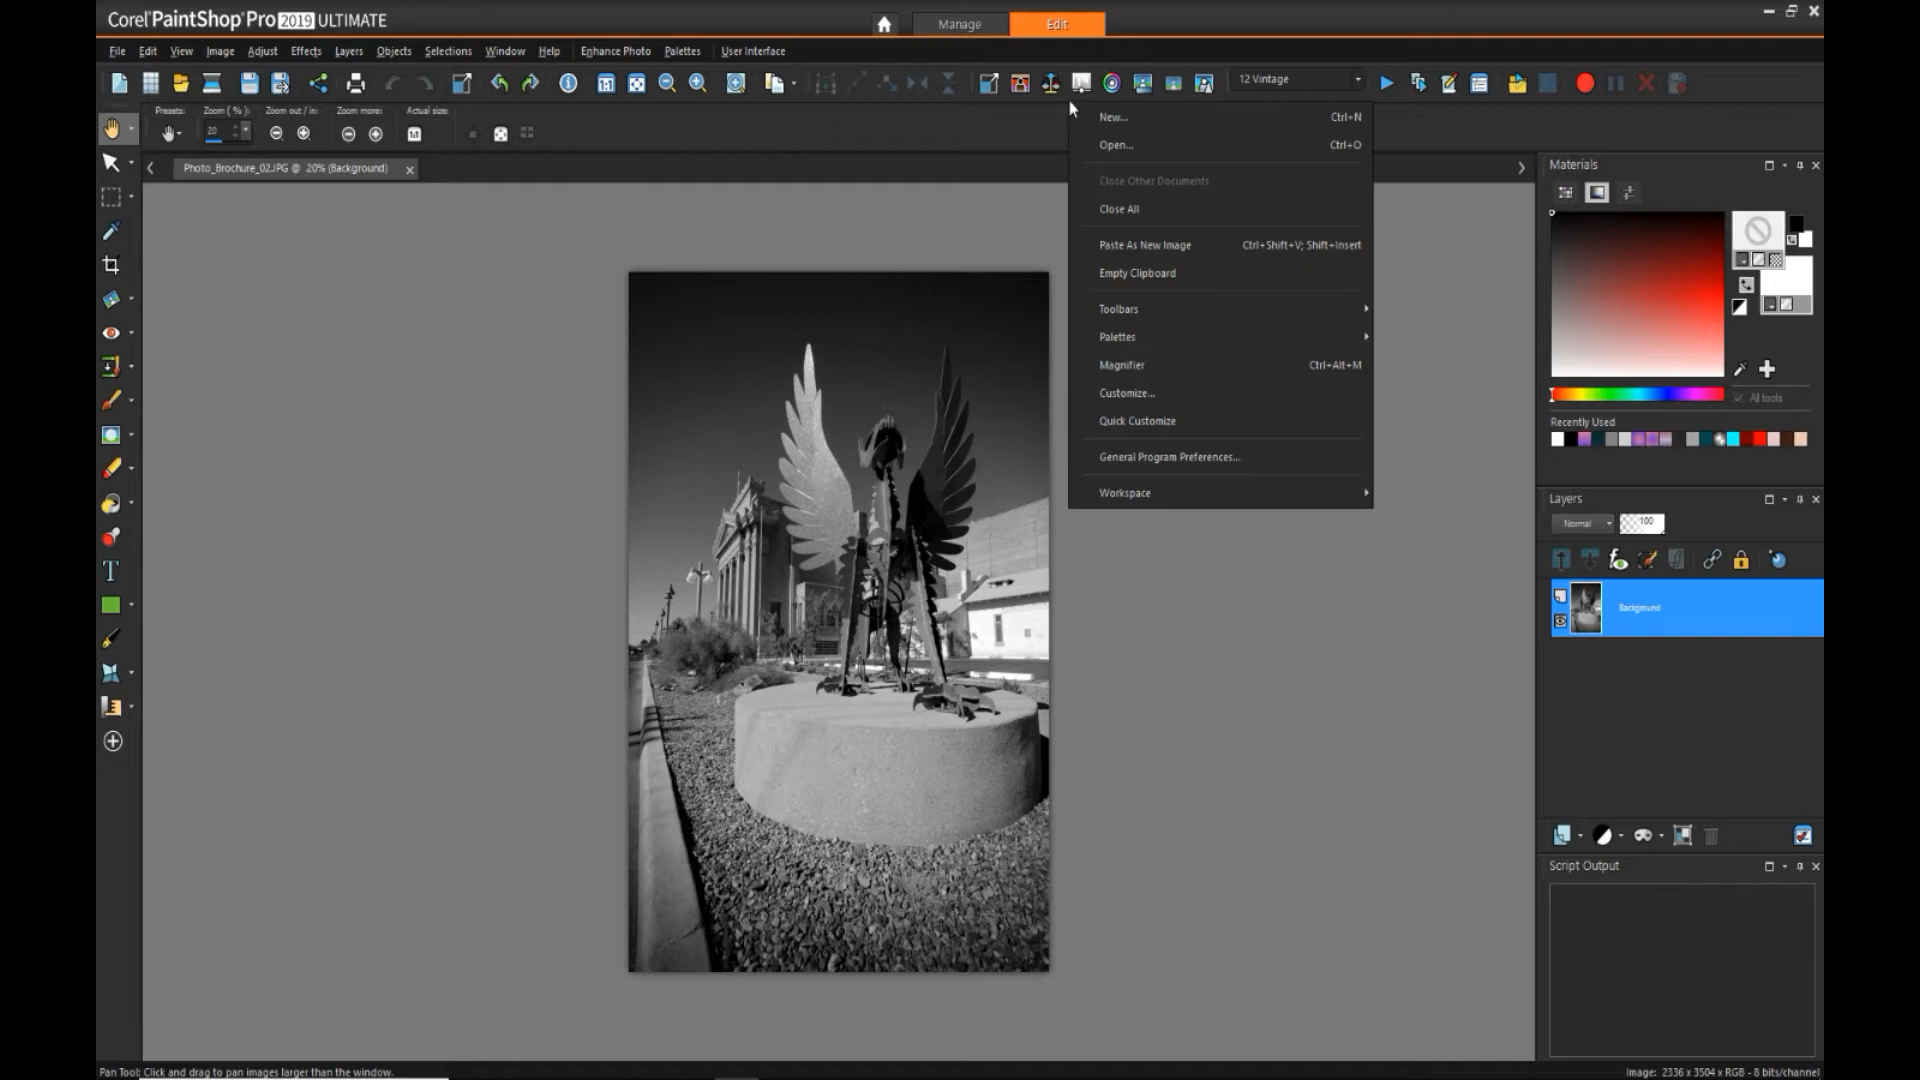 Corel® PaintShop® Pro 2019 ULTIMATE
Manage
Edit
File Edit View Image Adjust Effects Layers Objects Selections Window Help Enhance Photo Palettes User Interface
12 Vintage
Presets:
Zoom ( % ):
Zoom out / in:
Zoom more:
Actual size:
20
Photo_Brochure_02.JPG @ 20% (Background)
New... Ctrl+N
Open... Ctrl+O
Close Other Documents
Close All
Paste As New Image Ctrl+Shift+V; Shift+Insert
Empty Clipboard
Toolbars
Palettes
Magnifier Ctrl+Alt+M
Customize...
Quick Customize
General Program Preferences...
Workspace
Materials
All tools
Recently Used
Layers
Normal
100
Background
Script Output
Pan Tool: Click and drag to pan images larger than the window.
Image: 2336 x 3504 x RGB - 8 bits/channel